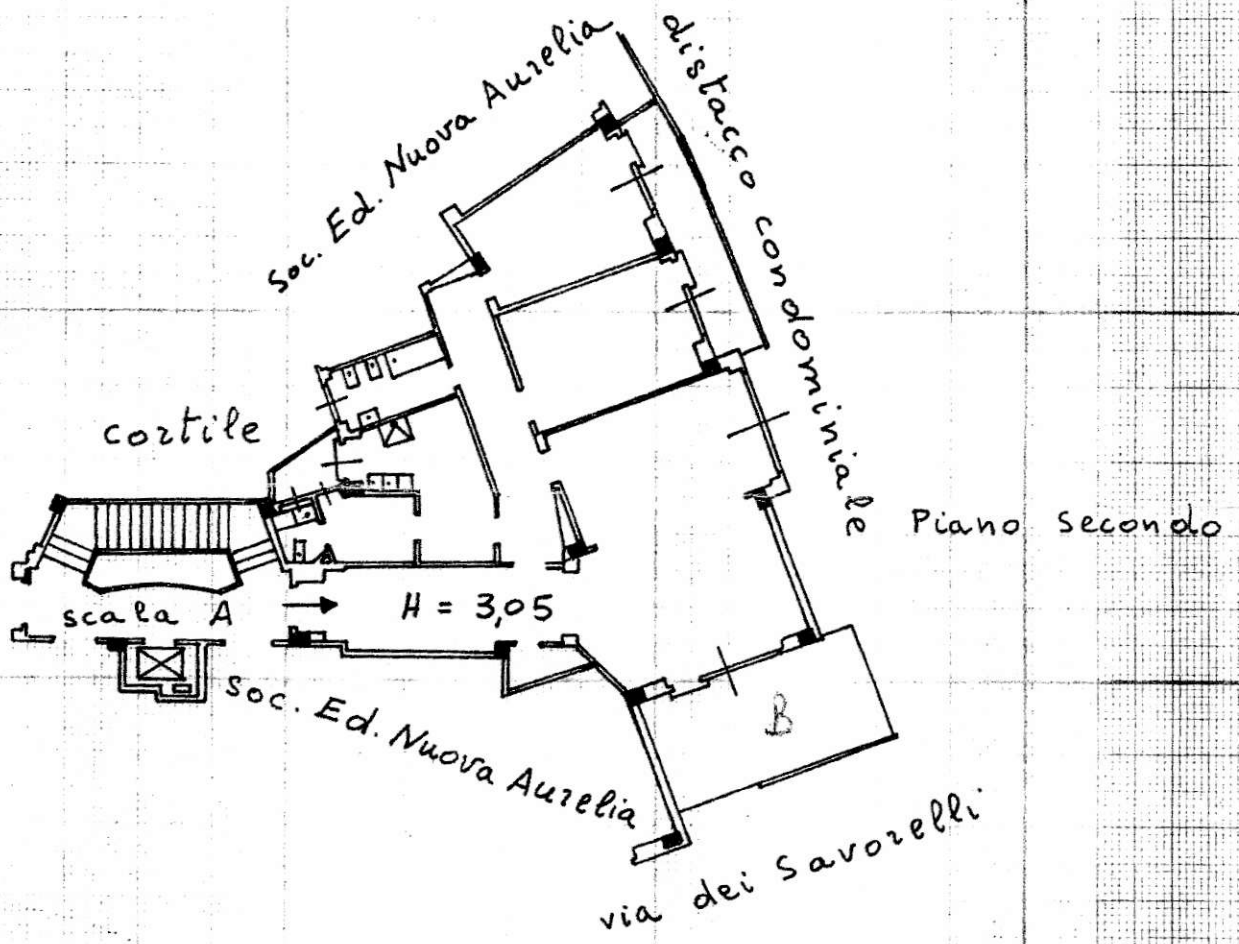 Soc. Ed. Nuova Aurelia
distacco condominiale
cortile
Piano Secondo
scala A
H = 3,05
Soc. Ed. Nuova Aurelia
B
via dei Savorelli